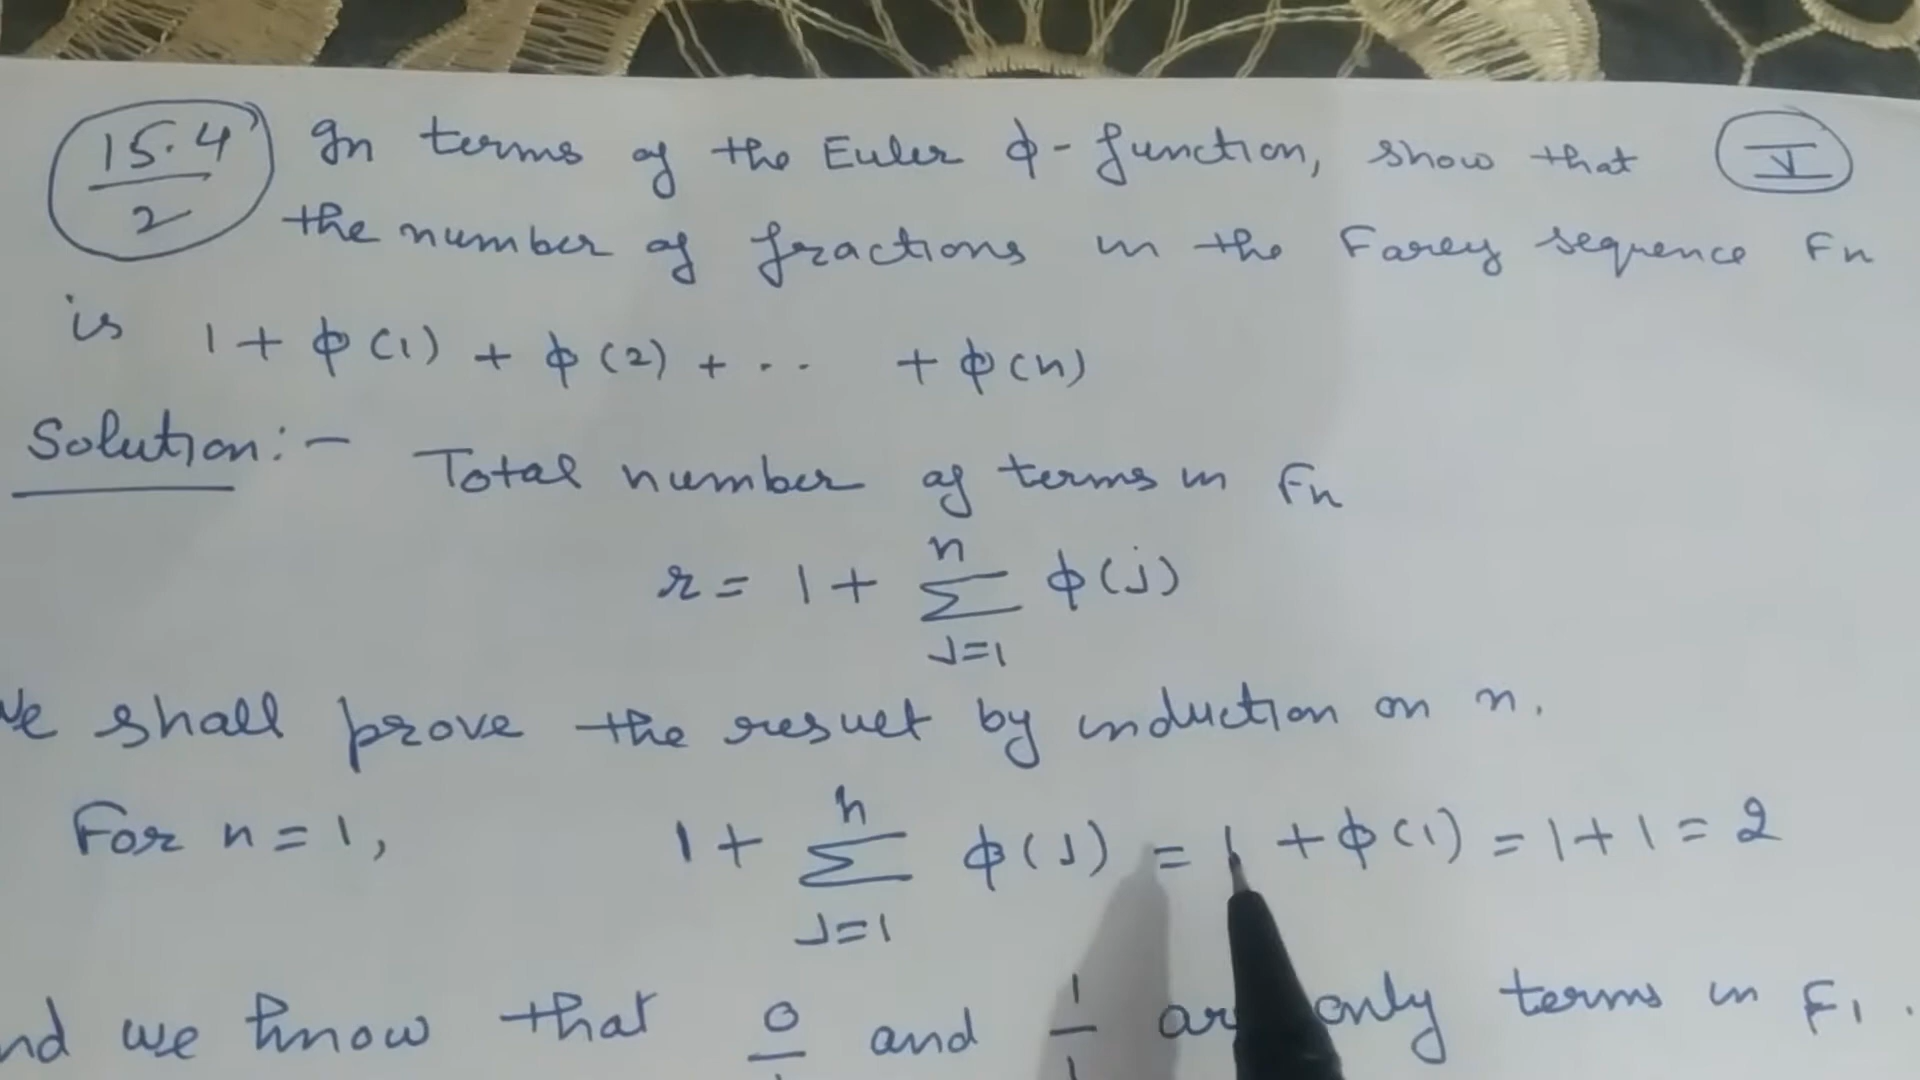 15.4 / 2 In terms of the Euler ϕ-function, show that V
the number of fractions in the Farey sequence Fn
is 1 + ϕ(1) + ϕ(2) + .. + ϕ(n)
Solution:- Total number of terms in Fn
r = 1 + n ∑ j=1 ϕ(j)
We shall prove the result by induction on n.
For n = 1, 1 + n ∑ j=1 ϕ(j) = 1 + ϕ(1) = 1 + 1 = 2
nd we know that 0/1 and 1/1 are only terms in F1.